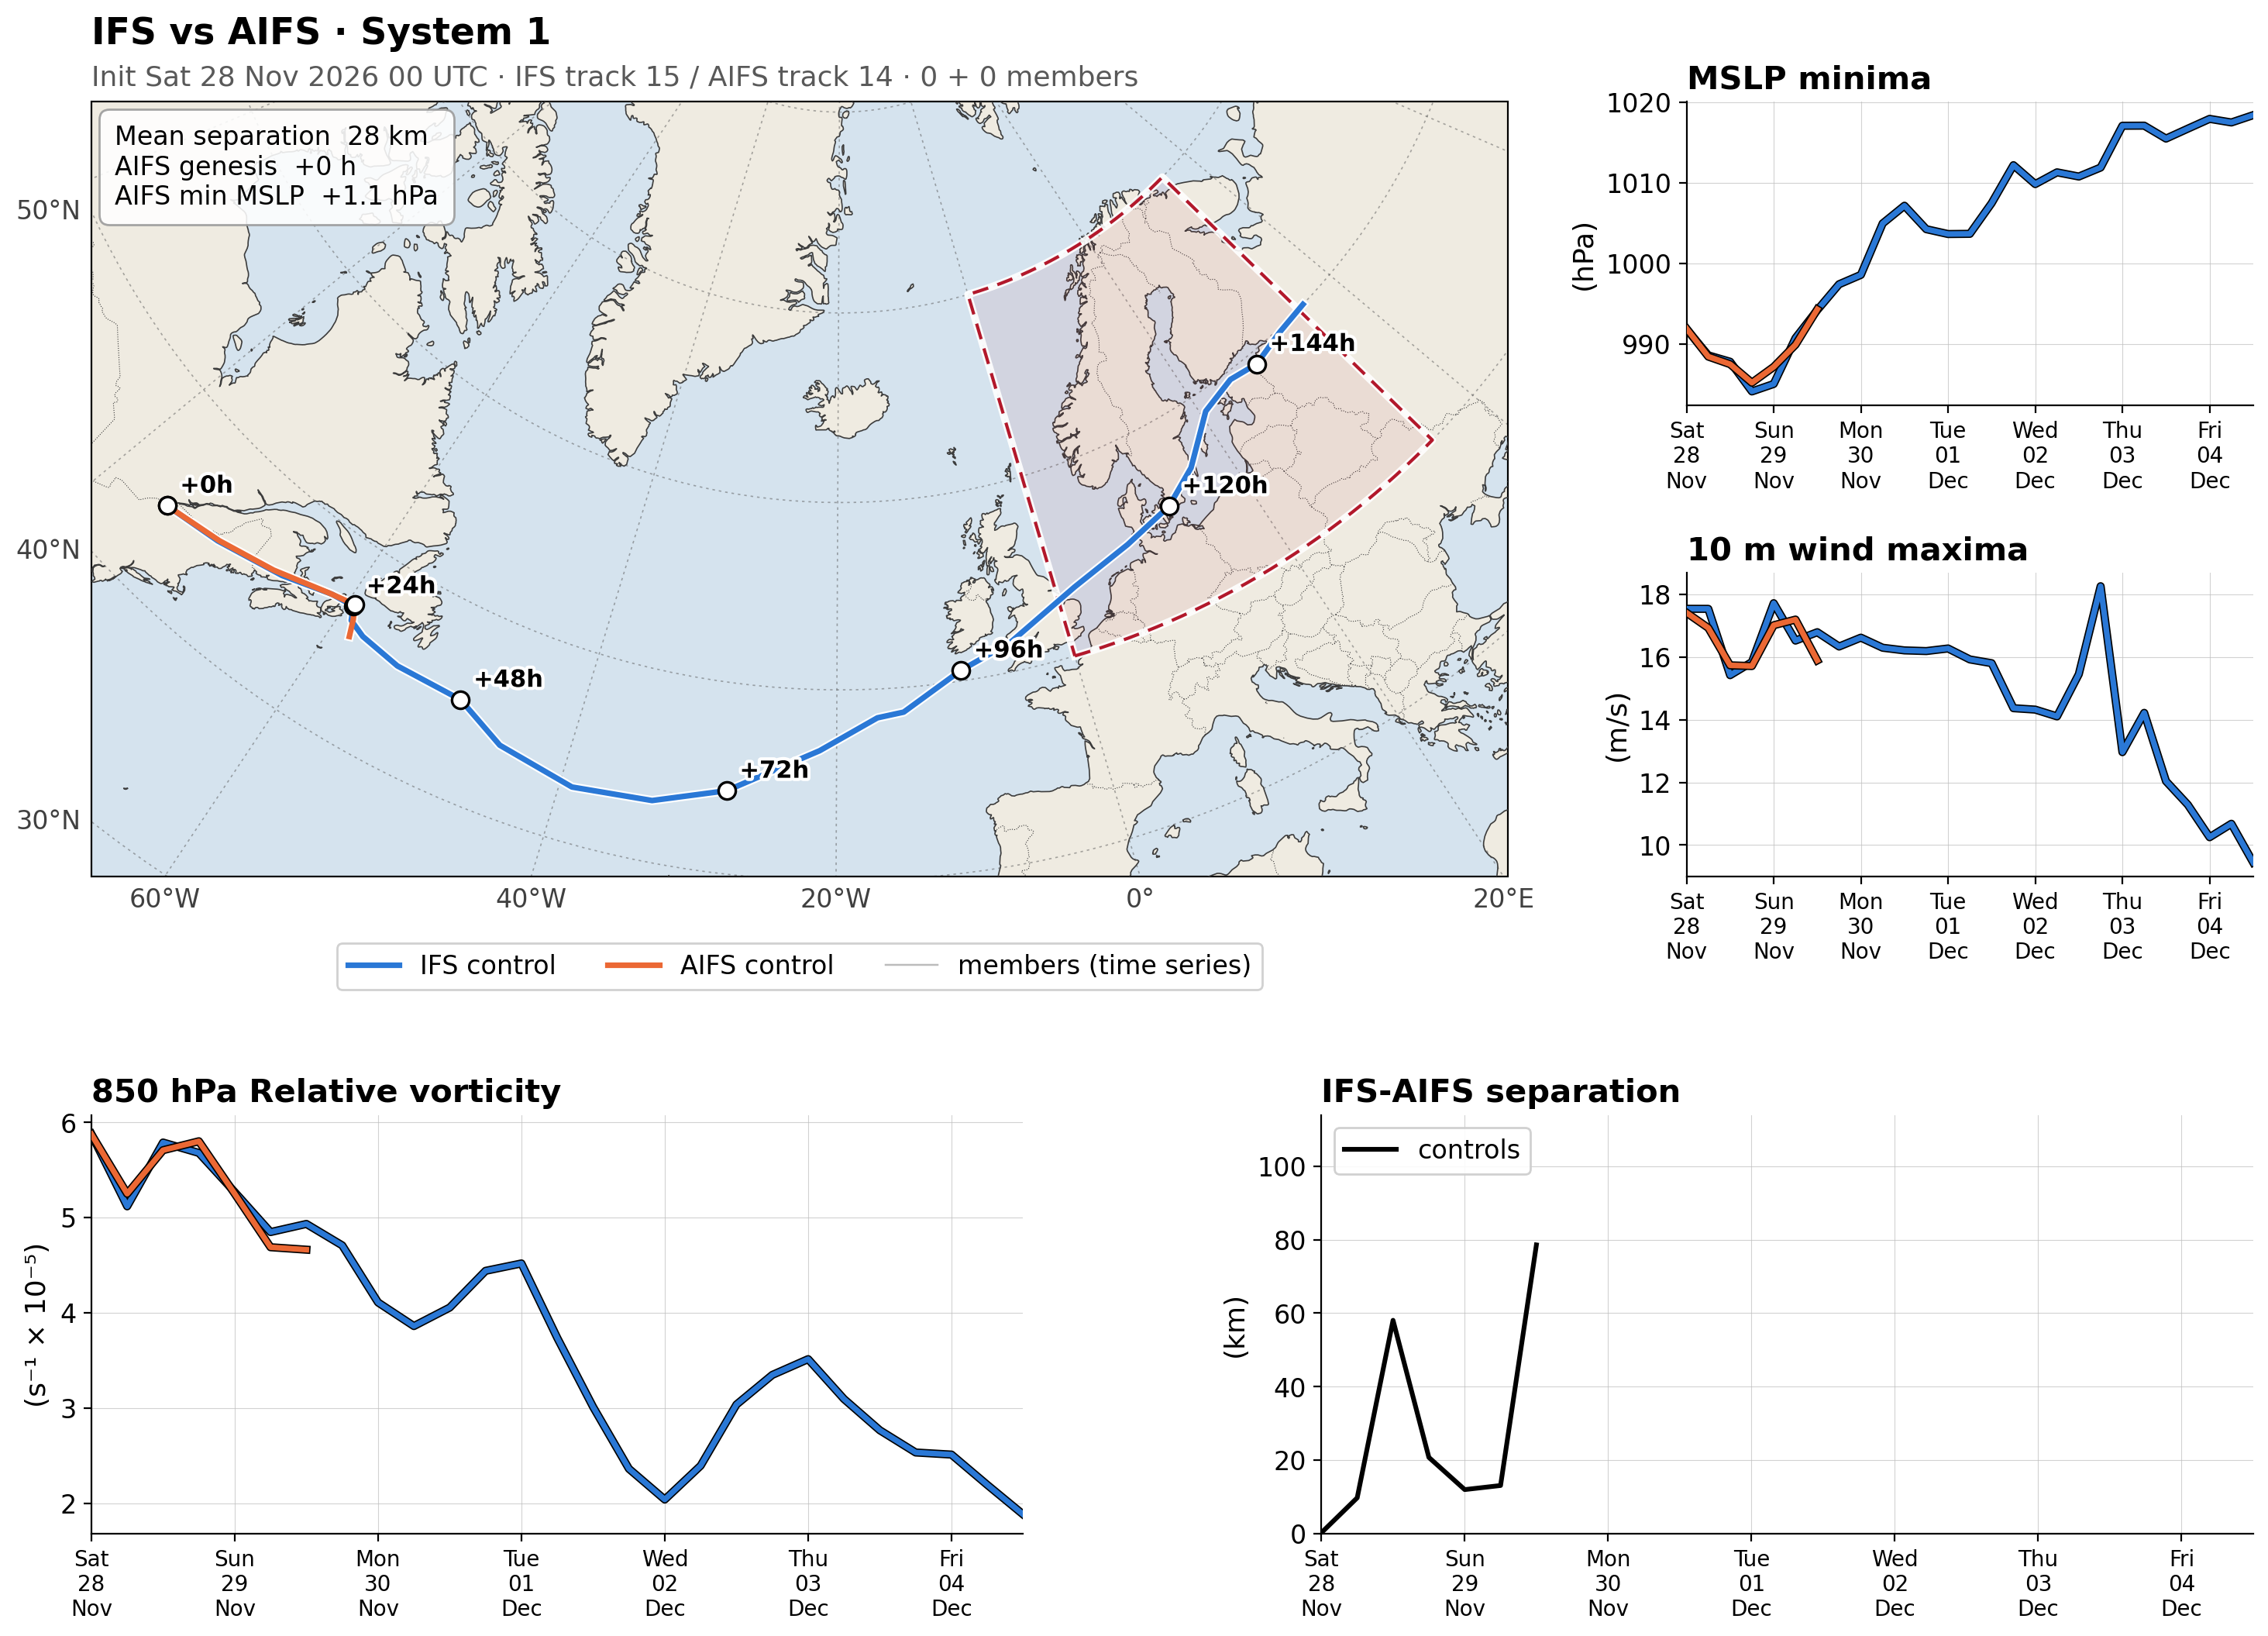 IFS vs AIFS · System 1
Init Sat 28 Nov 2026 00 UTC · IFS track 15 / AIFS track 14 · 0 + 0 members
Mean separation 28 km
AIFS genesis +0 h
AIFS min MSLP +1.1 hPa
50°N
40°N
30°N
60°W
40°W
20°W
0°
20°E
+0h
+24h
+48h
+72h
+96h
+120h
+144h
IFS control
AIFS control
members (time series)
MSLP minima
(hPa)
1020
1010
1000
990
Sat Sun Mon Tue Wed Thu Fri
28 29 30 01 02 03 04
Nov Nov Nov Dec Dec Dec Dec
10 m wind maxima
(m/s)
18
16
14
12
10
Sat Sun Mon Tue Wed Thu Fri
28 29 30 01 02 03 04
Nov Nov Nov Dec Dec Dec Dec
850 hPa Relative vorticity
(s⁻¹ × 10⁻⁵)
6
5
4
3
2
Sat Sun Mon Tue Wed Thu Fri
28 29 30 01 02 03 04
Nov Nov Nov Dec Dec Dec Dec
IFS-AIFS separation
controls
(km)
100
80
60
40
20
0
Sat Sun Mon Tue Wed Thu Fri
28 29 30 01 02 03 04
Nov Nov Nov Dec Dec Dec Dec